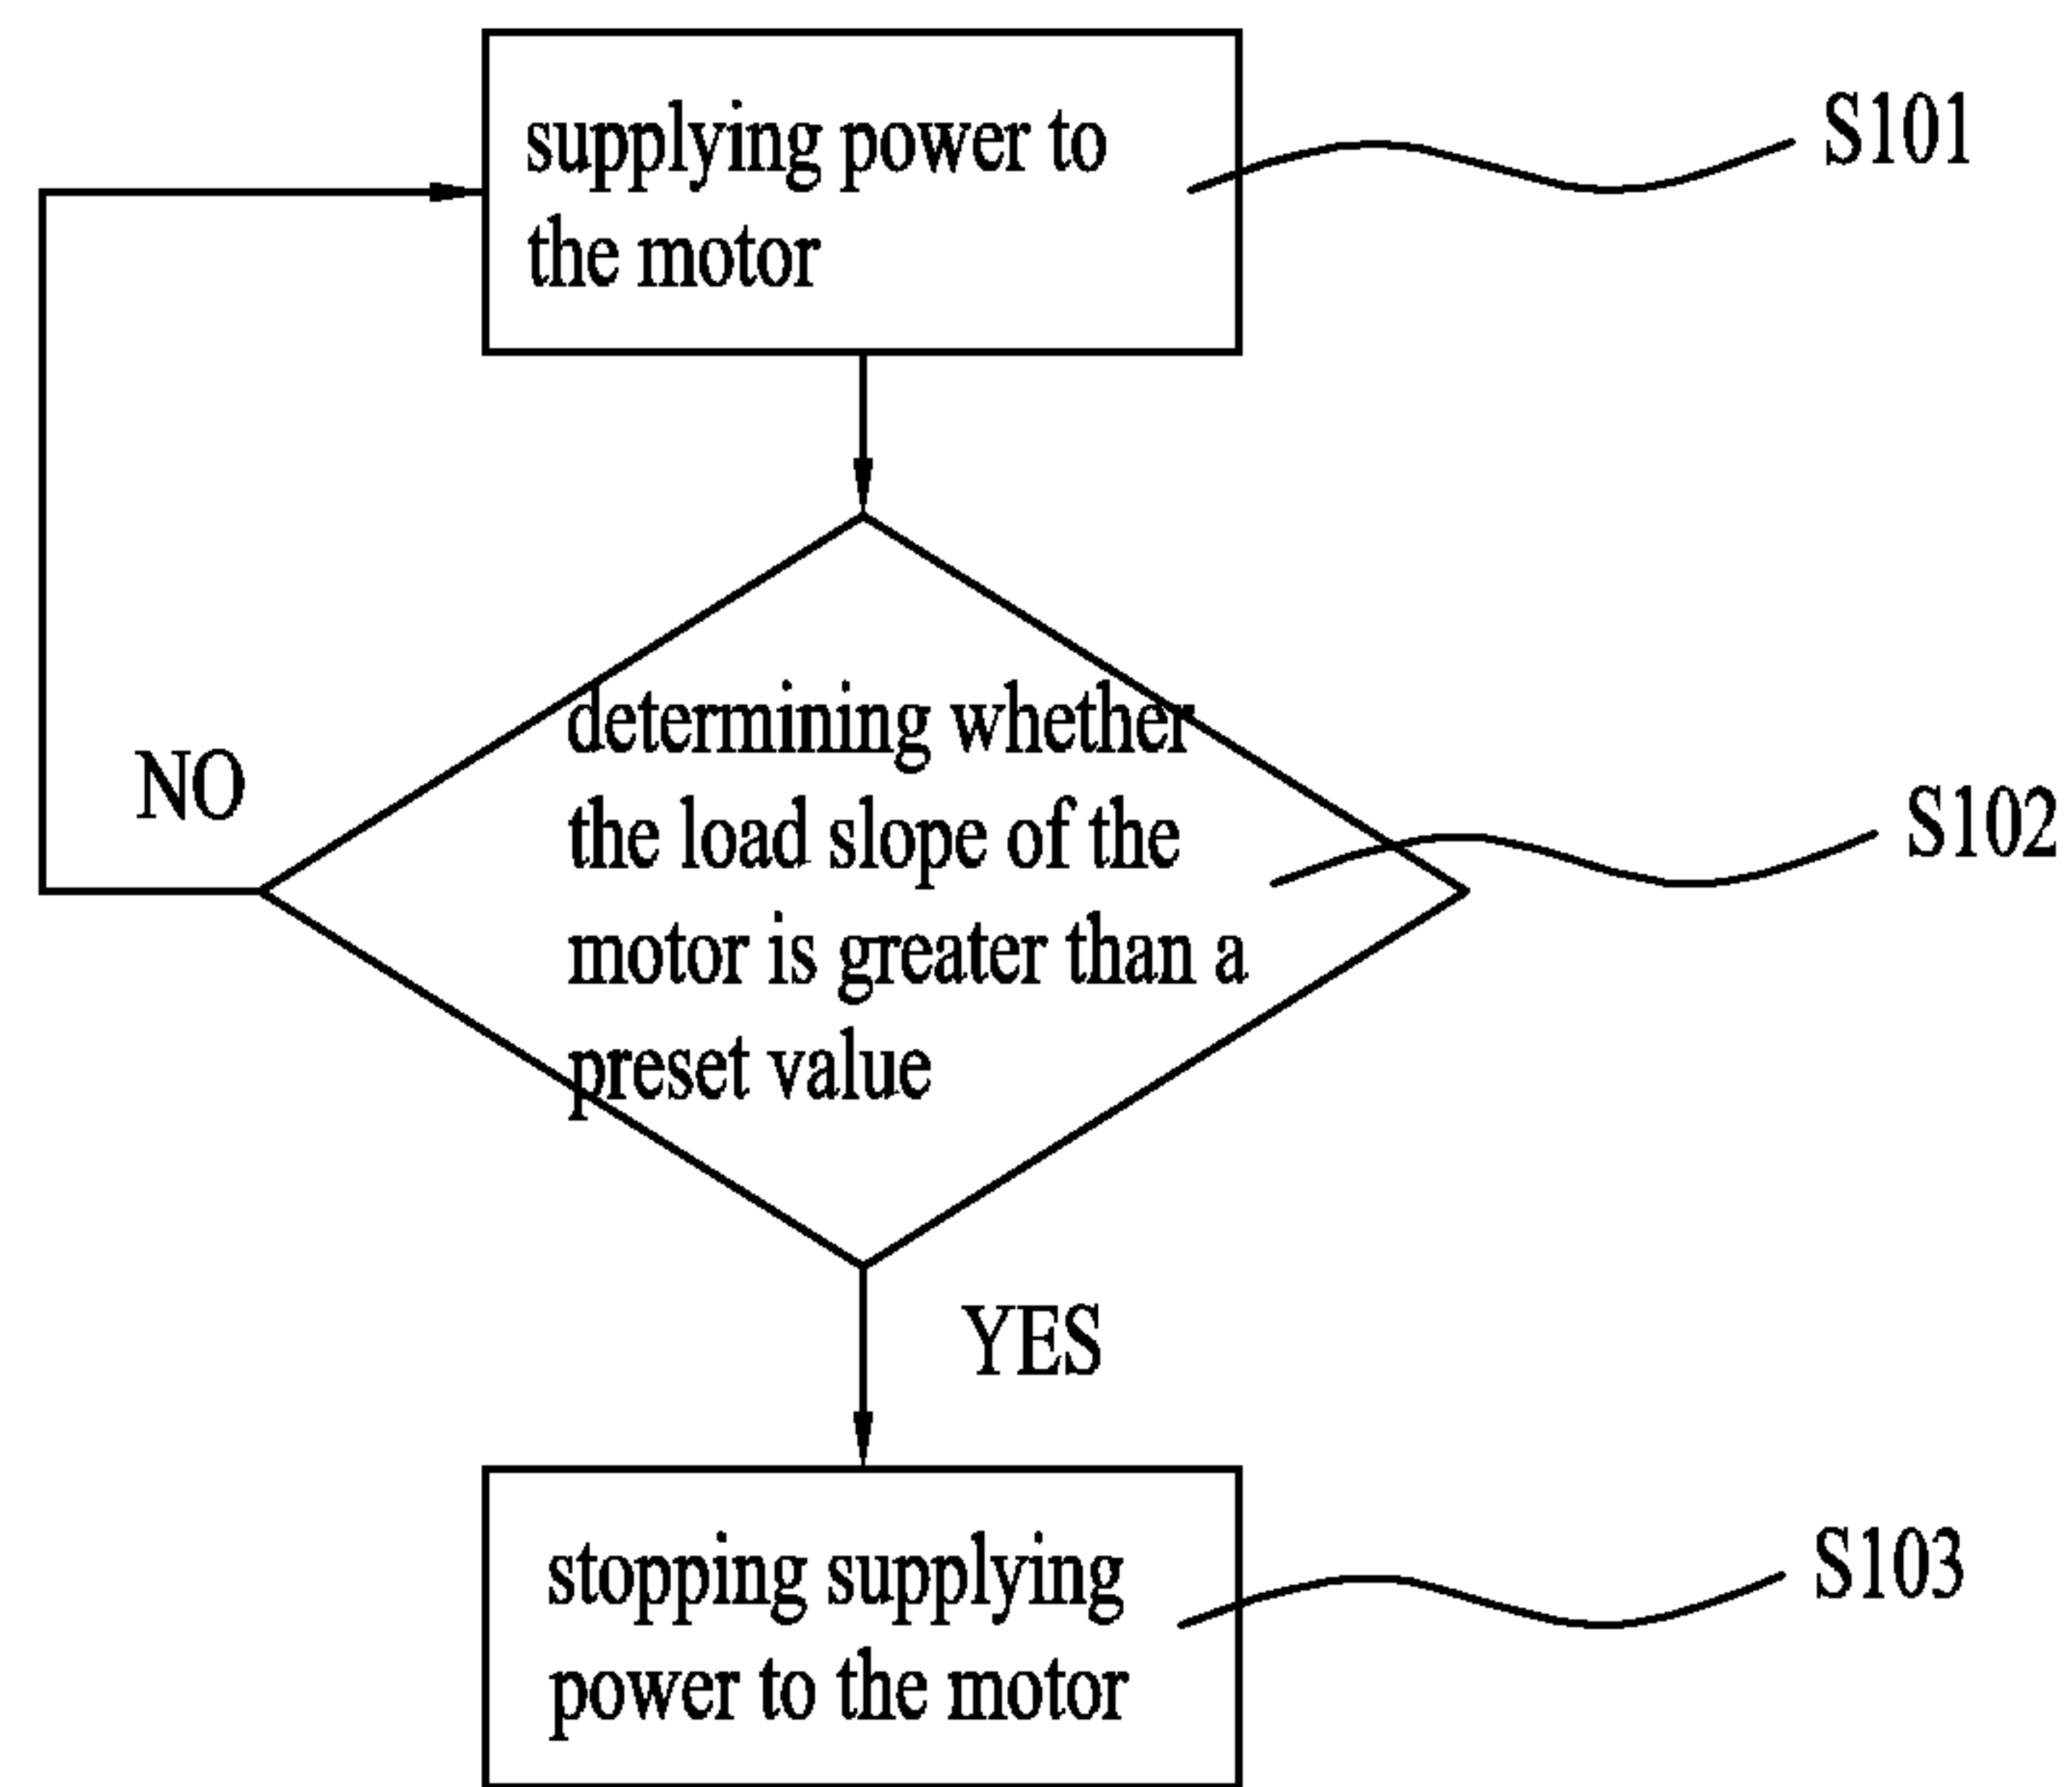 supplying power to
the motor
S101
determining whether
the load slope of the
motor is greater than a
preset value
NO
S102
YES
stopping supplying
power to the motor
S103